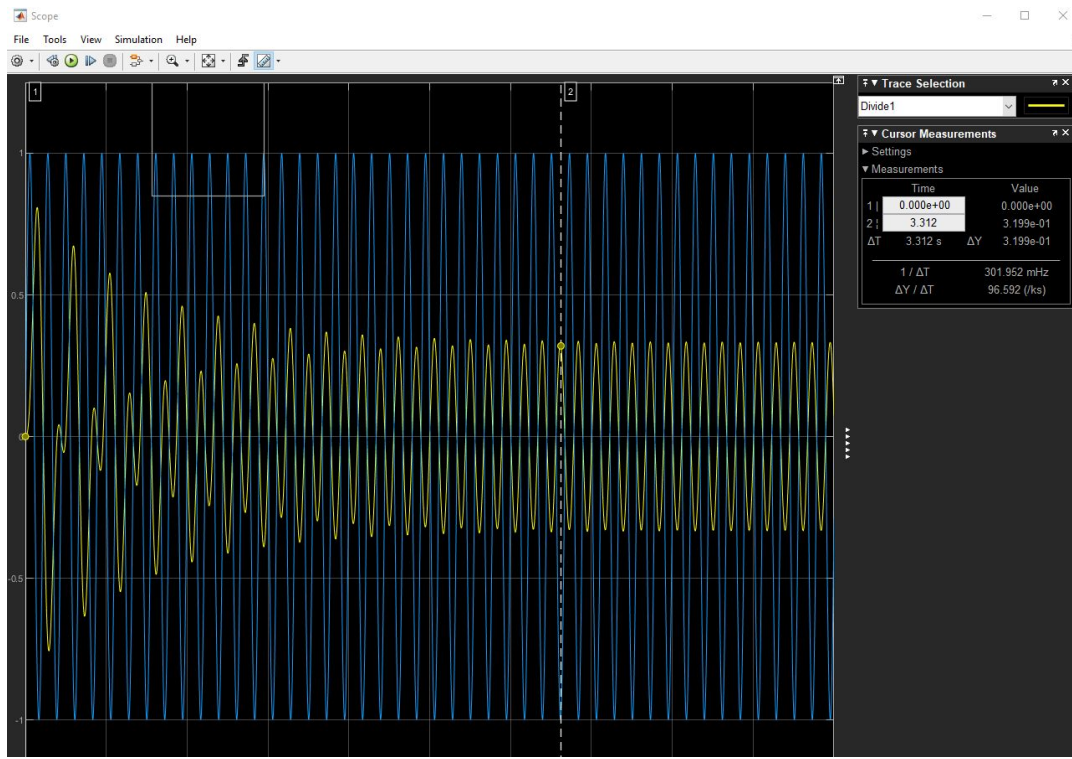 Scope
File Tools View Simulation Help
1
2
1
0.5
0
-0.5
-1
Trace Selection
Divide1
Cursor Measurements
Settings
Measurements
Time Value
1 | 0.000e+00 0.000e+00
2 ¦ 3.312 3.199e-01
ΔT 3.312 s ΔY 3.199e-01
1 / ΔT 301.952 mHz
ΔY / ΔT 96.592 (/ks)